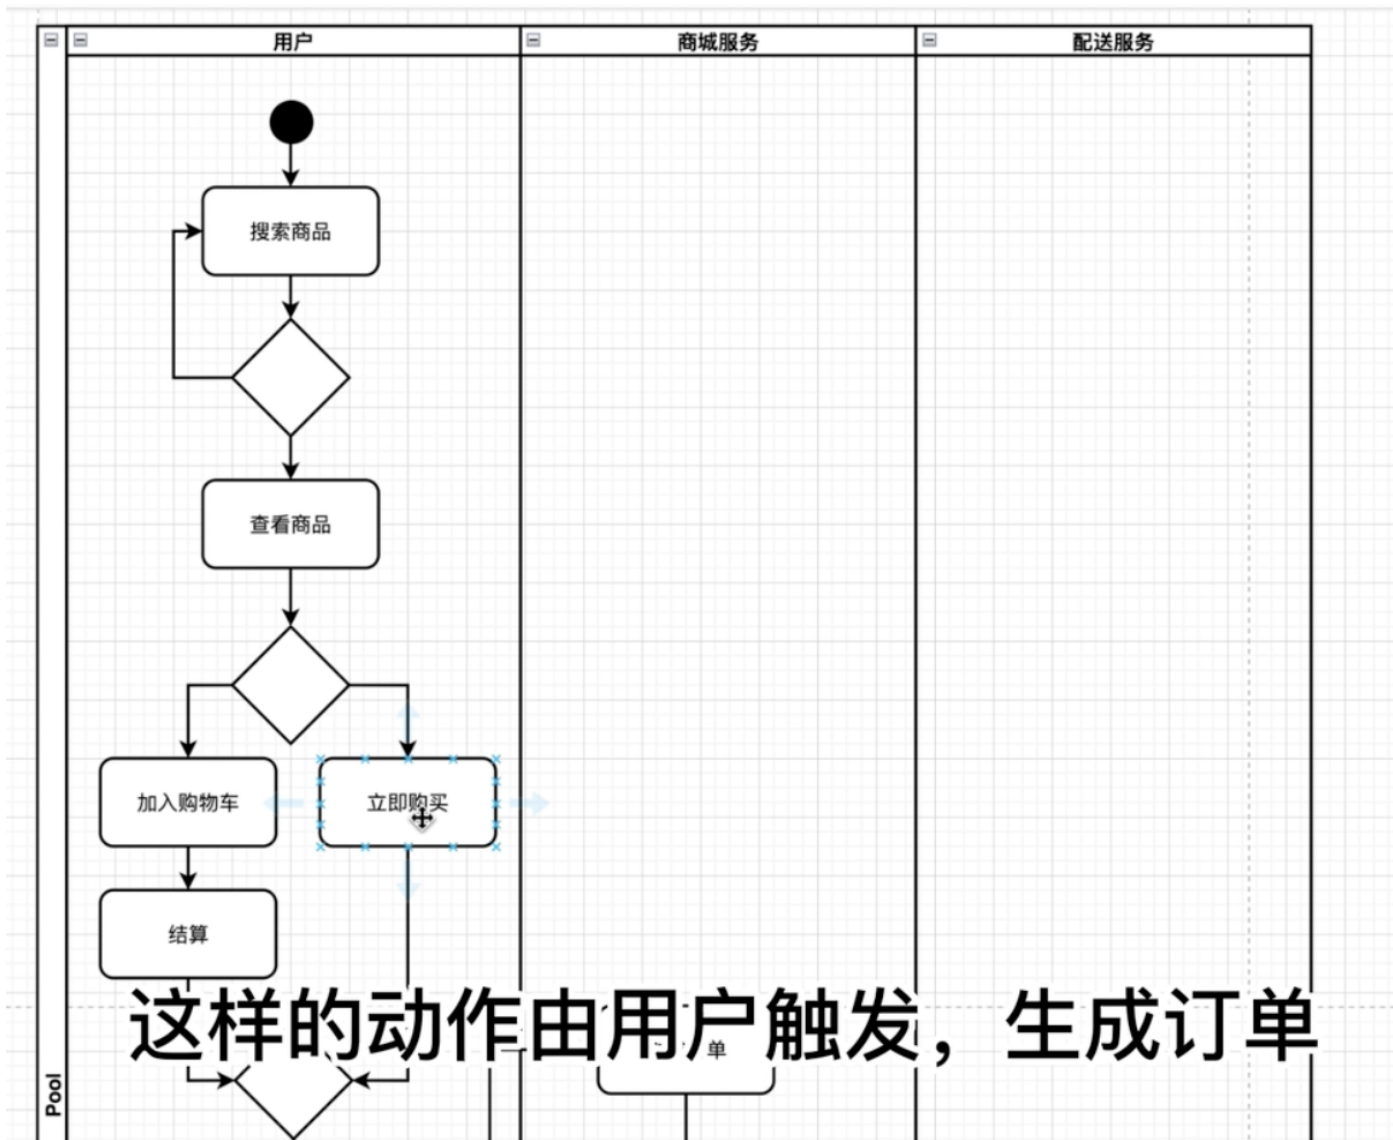 用户
商城服务
配送服务
搜索商品
查看商品
加入购物车
立即购买
结算
这样的动作由用户触发，生成订单
单
Pool